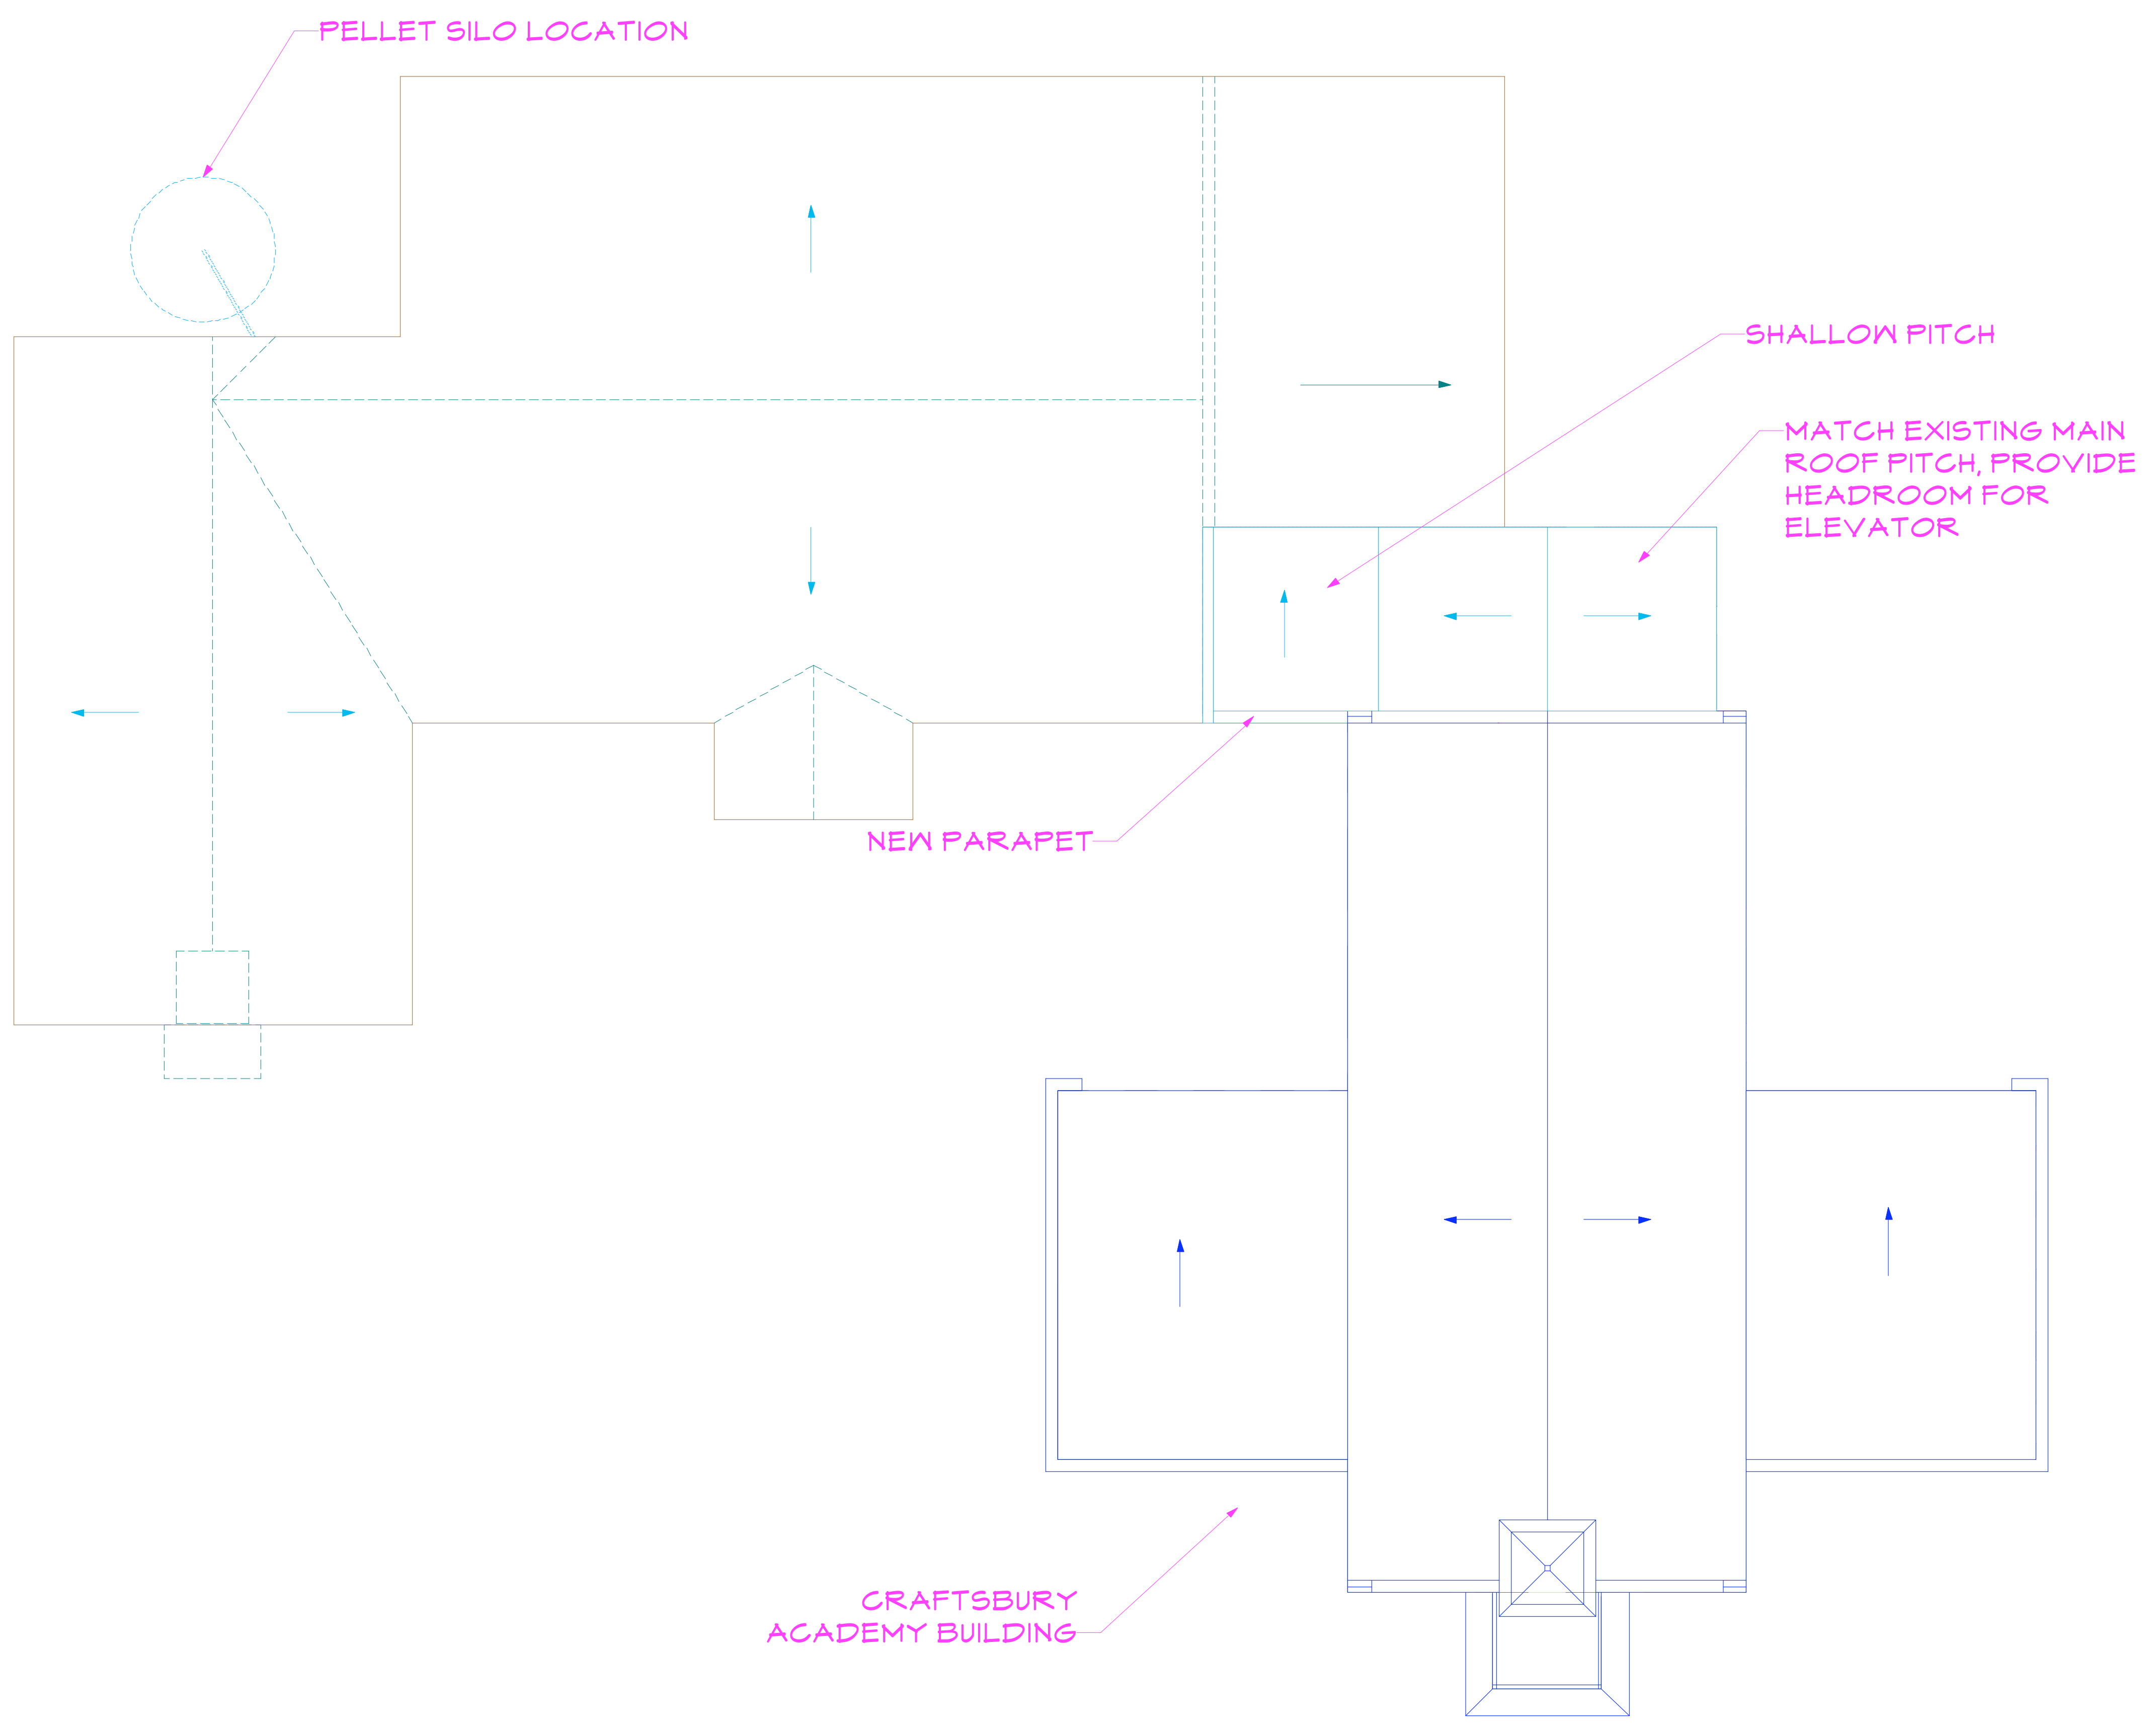 PELLET SILO LOCATION
SHALLOW PITCH
MATCH EXISTING MAIN
ROOF PITCH, PROVIDE
HEADROOM FOR
ELEVATOR
NEW PARAPET
CRAFTSBURY
ACADEMY BUILDING